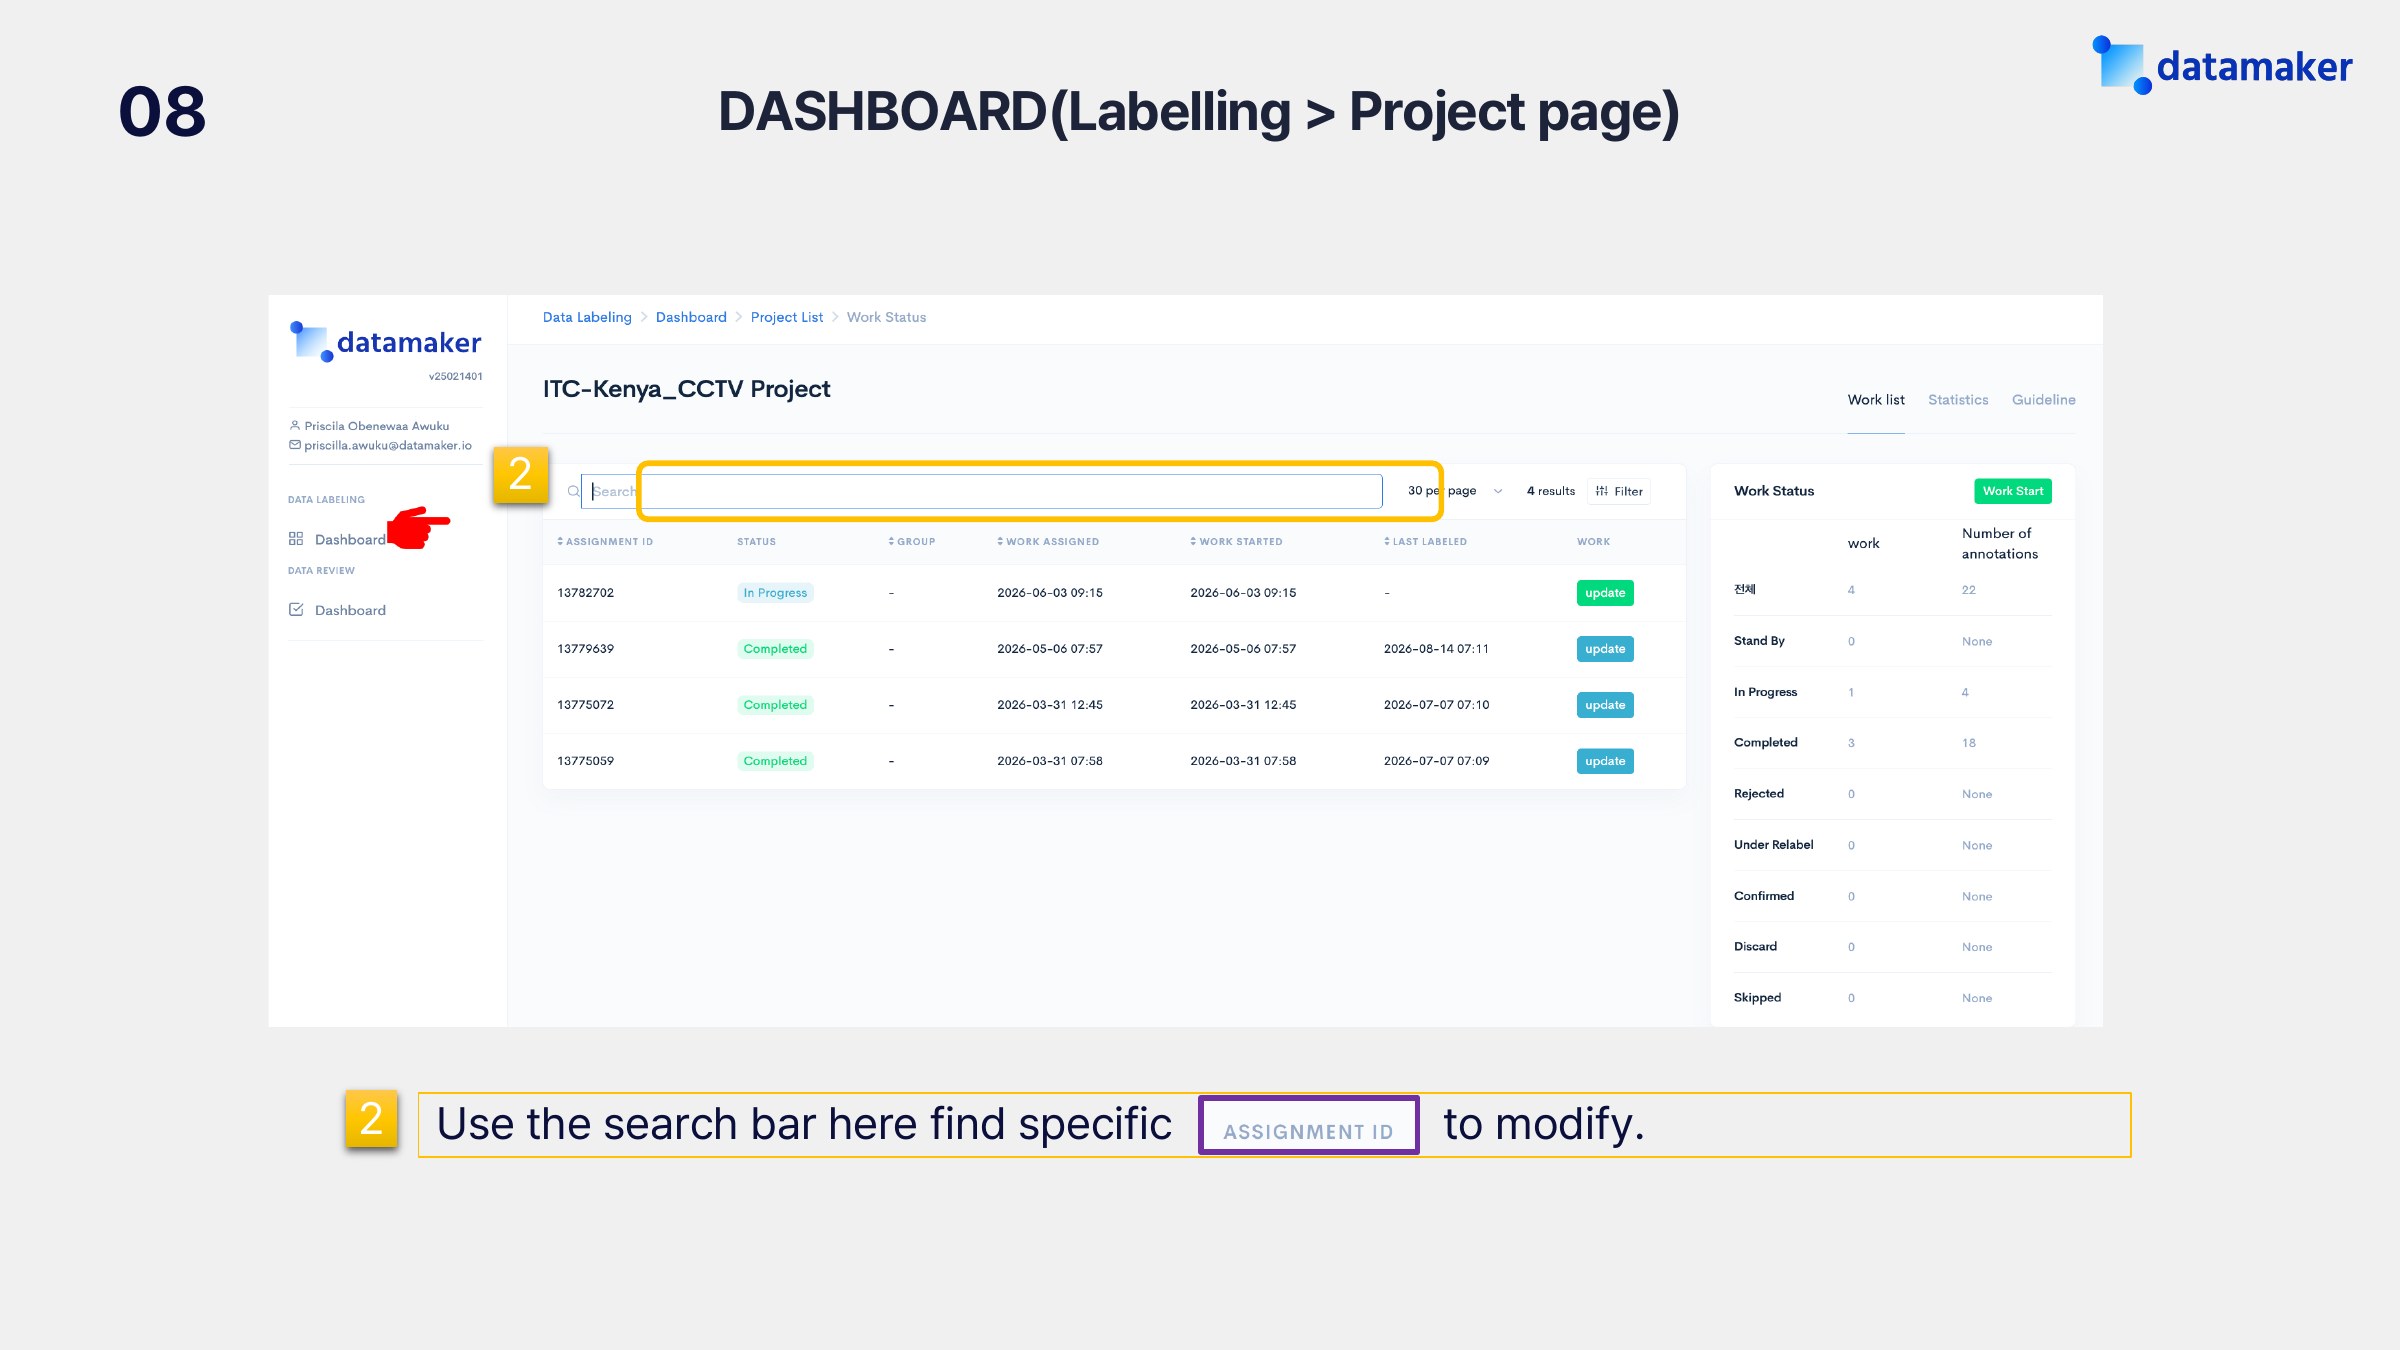 08
DASHBOARD(Labelling > Project page)
datamaker
datamaker
v25021401
Priscila Obenewaa Awuku
priscilla.awuku@datamaker.io
DATA LABELING
Dashboard
DATA REVIEW
Dashboard
Data Labeling > Dashboard > Project List > Work Status
ITC-Kenya_CCTV Project
Work list Statistics Guideline
2
Search
30 per page
4 results
Filter
ASSIGNMENT ID STATUS GROUP WORK ASSIGNED WORK STARTED LAST LABELED WORK
13782702 In Progress - 2026-06-03 09:15 2026-06-03 09:15 - update
13779639 Completed - 2026-05-06 07:57 2026-05-06 07:57 2026-08-14 07:11 update
13775072 Completed - 2026-03-31 12:45 2026-03-31 12:45 2026-07-07 07:10 update
13775059 Completed - 2026-03-31 07:58 2026-03-31 07:58 2026-07-07 07:09 update
Work Status Work Start
work Number of
annotations
전체 4 22
Stand By 0 None
In Progress 1 4
Completed 3 18
Rejected 0 None
Under Relabel 0 None
Confirmed 0 None
Discard 0 None
Skipped 0 None
2 Use the search bar here find specific ASSIGNMENT ID to modify.